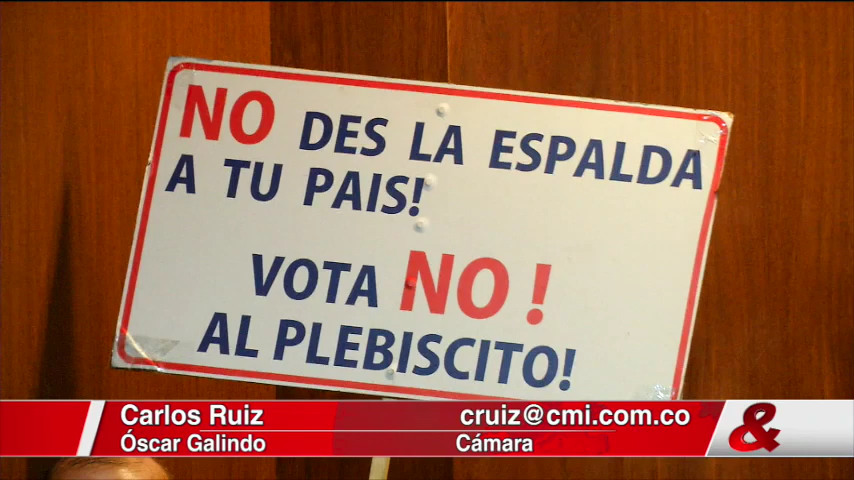 NO DES LA ESPALDA
A TU PAIS!
VOTA NO!
AL PLEBISCITO!
Carlos Ruiz cruiz@cmi.com.co
Óscar Galindo Cámara
&